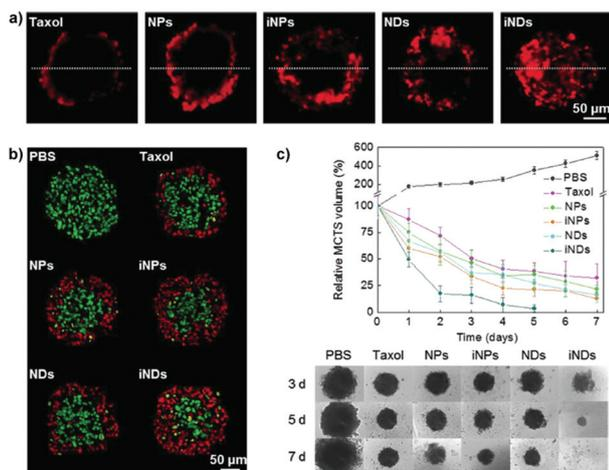 a)
Taxol NPs iNPs NDs iNDs
50 μm
b)
PBS Taxol
NPs iNPs
NDs iNDs
50 μm
c)
Relative MCTS volume (%)
600
400
200
100
75
50
25
0
PBS
Taxol
NPs
iNPs
NDs
iNDs
0 1 2 3 4 5 6 7
Time (days)
PBS Taxol NPs iNPs NDs iNDs
3 d
5 d
7 d